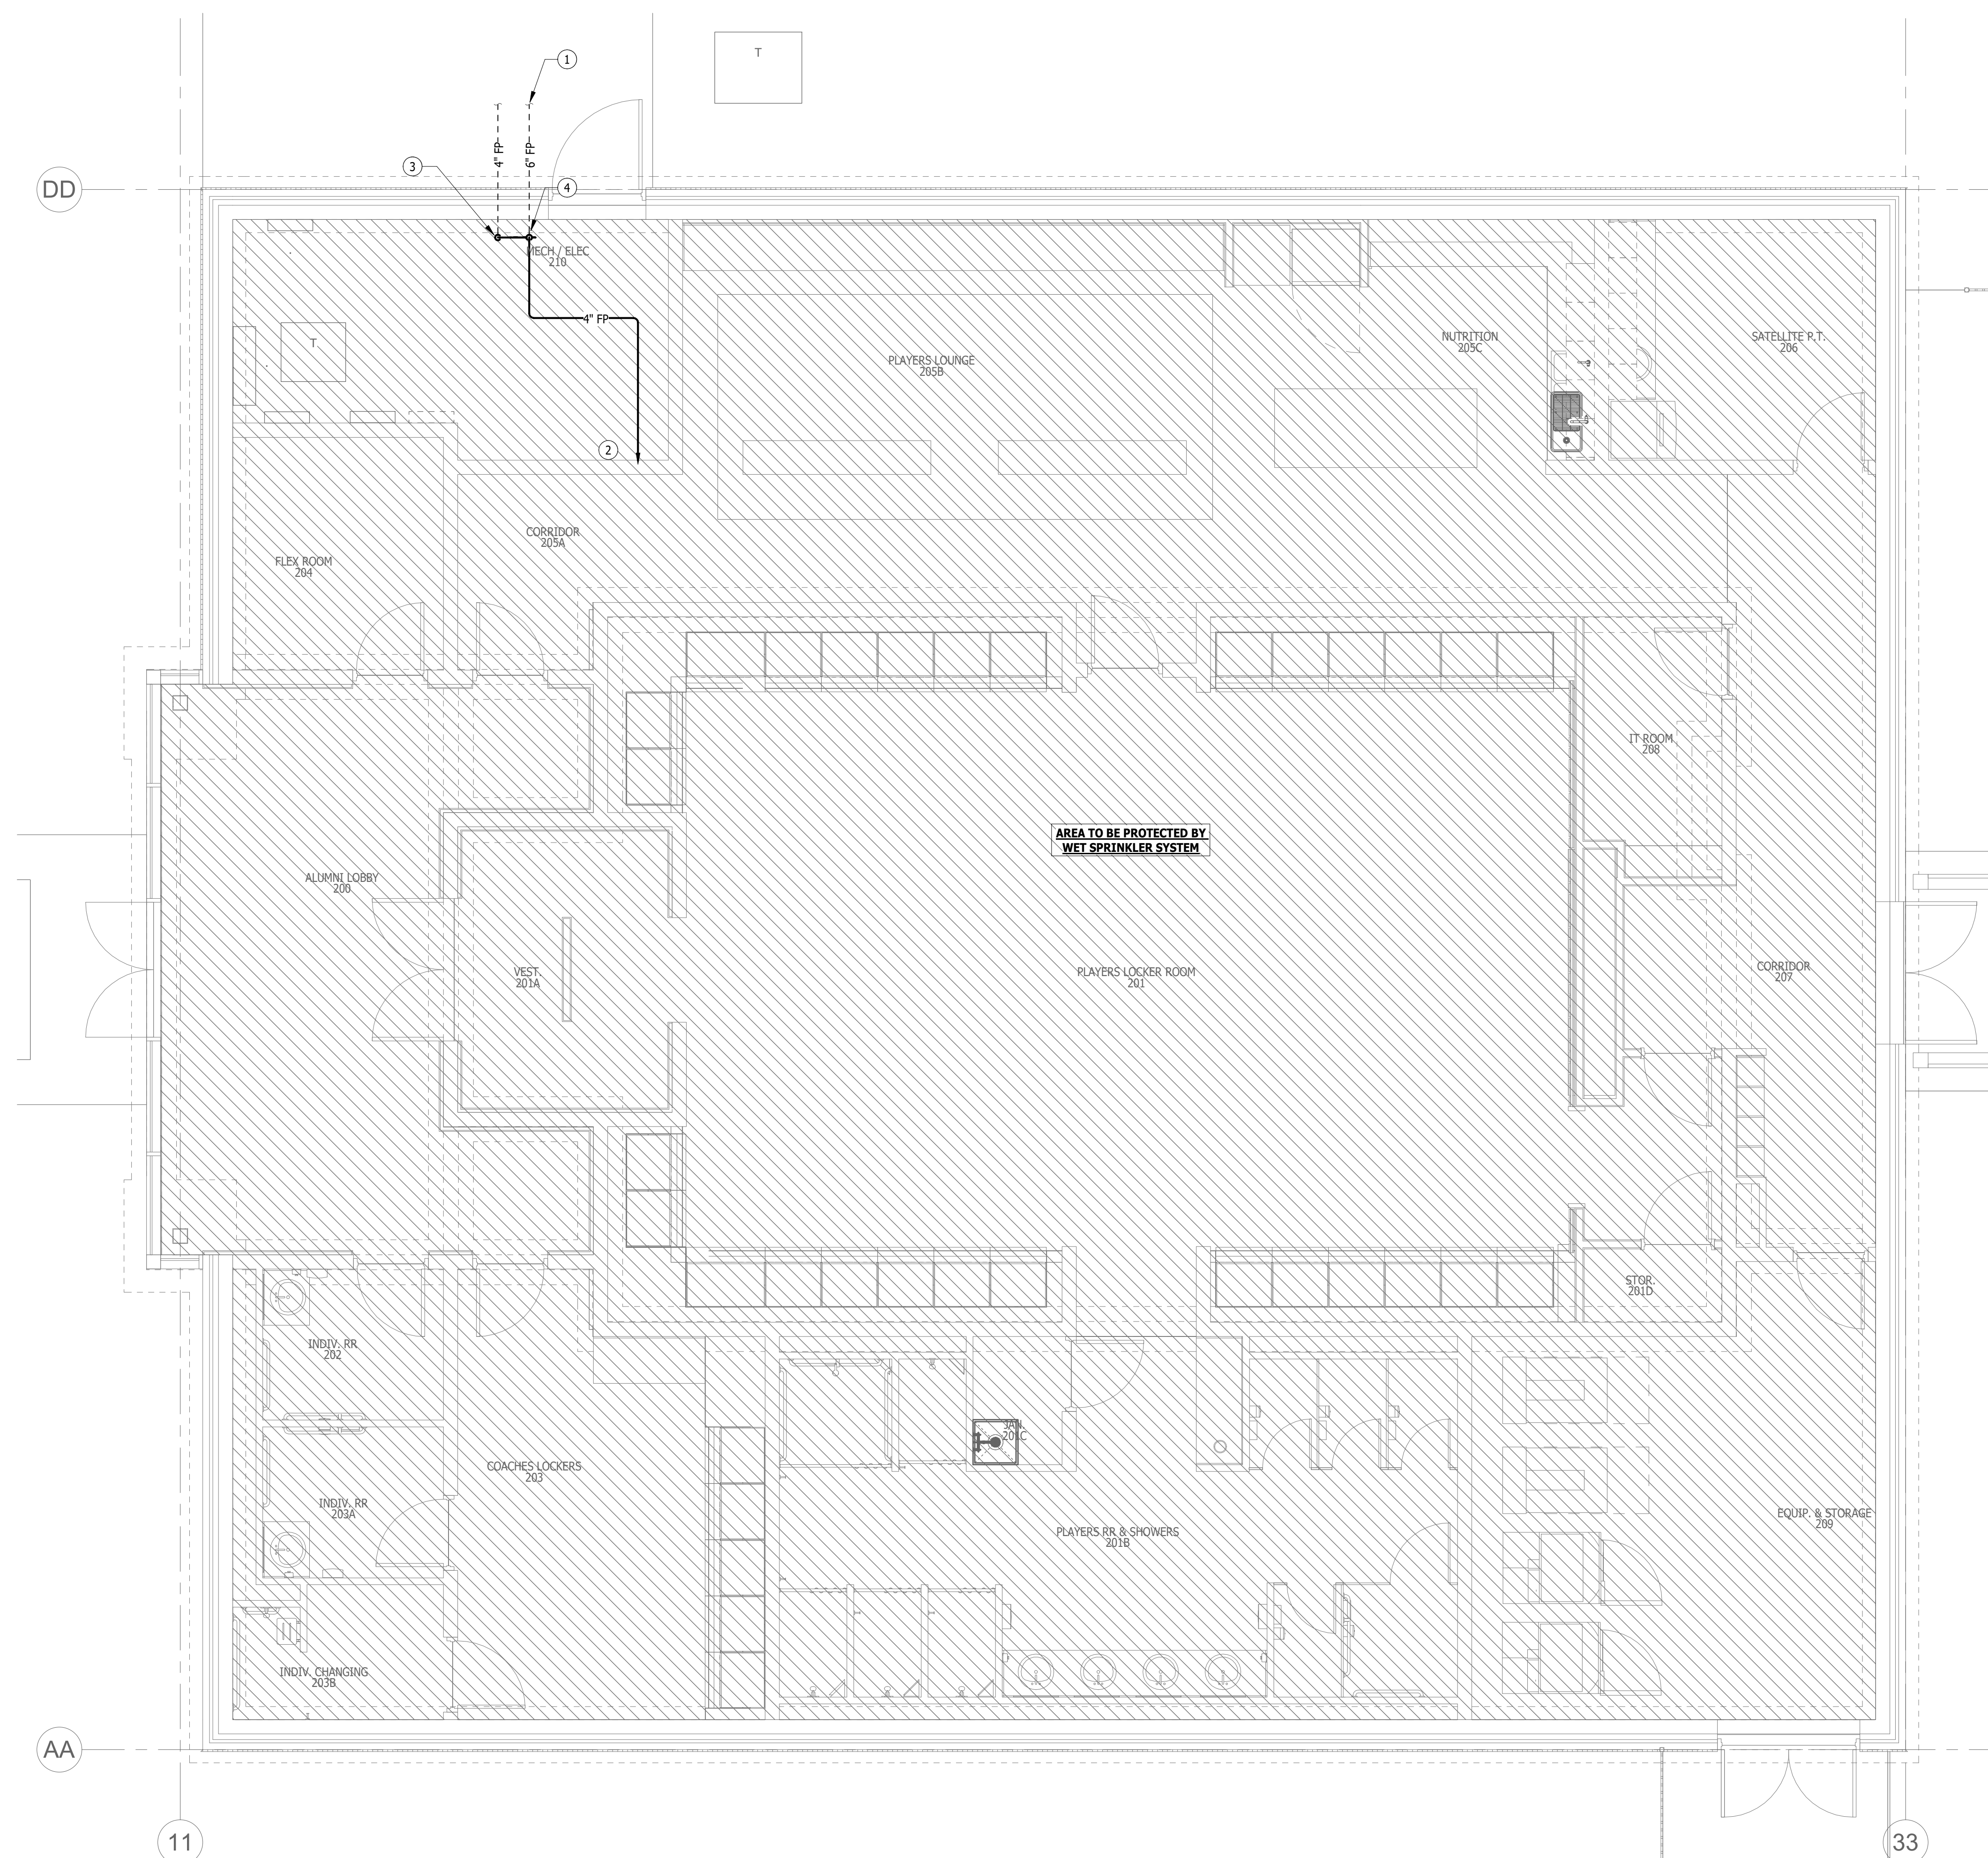 T
1
4" FP
6" FP
3
4
DD
MECH / ELEC
210
4" FP
T
PLAYERS LOUNGE
205B
NUTRITION
205C
SATELLITE P.T.
206
2
CORRIDOR
205A
FLEX ROOM
204
IT ROOM
208
AREA TO BE PROTECTED BY
WET SPRINKLER SYSTEM
ALUMNI LOBBY
200
VEST.
201A
PLAYERS LOCKER ROOM
201
CORRIDOR
207
STOR.
201D
INDIV. RR
202
JAN.
201C
COACHES LOCKERS
203
INDIV. RR
203A
EQUIP. & STORAGE
209
PLAYERS RR & SHOWERS
201B
INDIV. CHANGING
203B
AA
11
33